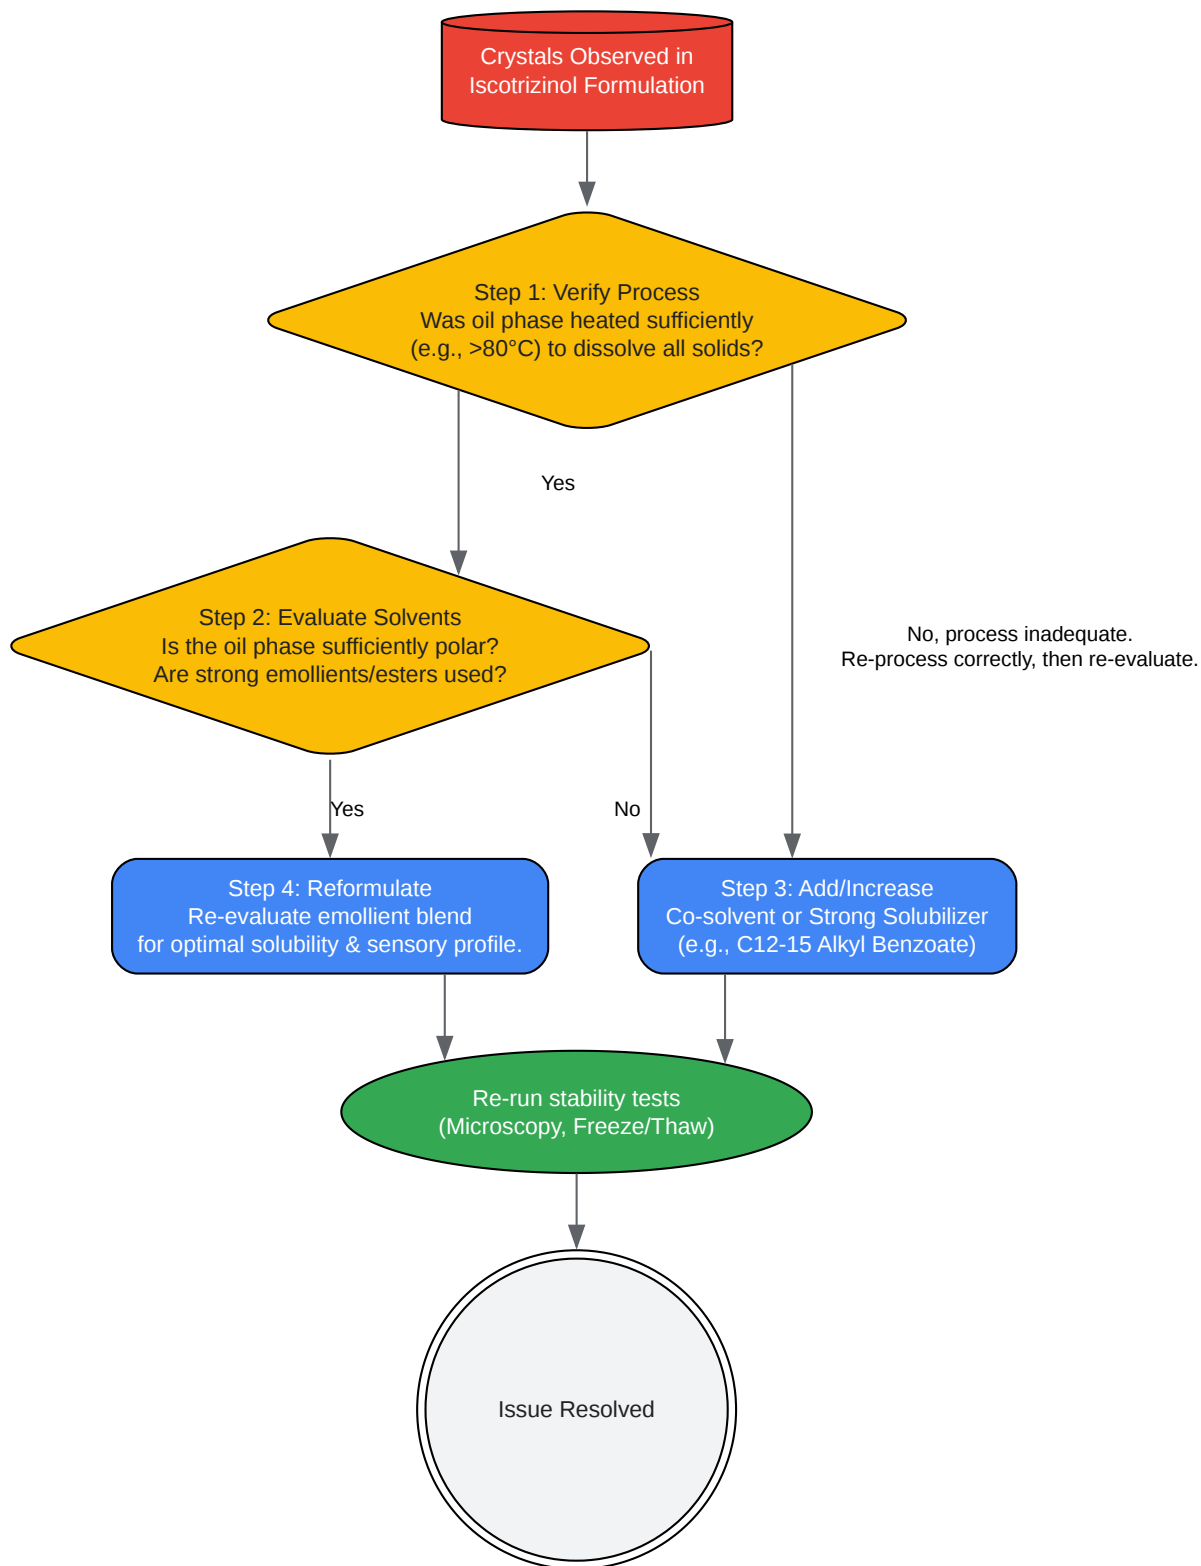 Crystals Observed in
Iscotrizinol Formulation
Step 1: Verify Process
Was oil phase heated sufficiently
(e.g., >80°C) to dissolve all solids?
Yes
Step 2: Evaluate Solvents
Is the oil phase sufficiently polar?
Are strong emollients/esters used?
No, process inadequate.
Re-process correctly, then re-evaluate.
Yes
No
Step 4: Reformulate
Re-evaluate emollient blend
for optimal solubility & sensory profile.
Step 3: Add/Increase
Co-solvent or Strong Solubilizer
(e.g., C12-15 Alkyl Benzoate)
Re-run stability tests
(Microscopy, Freeze/Thaw)
Issue Resolved